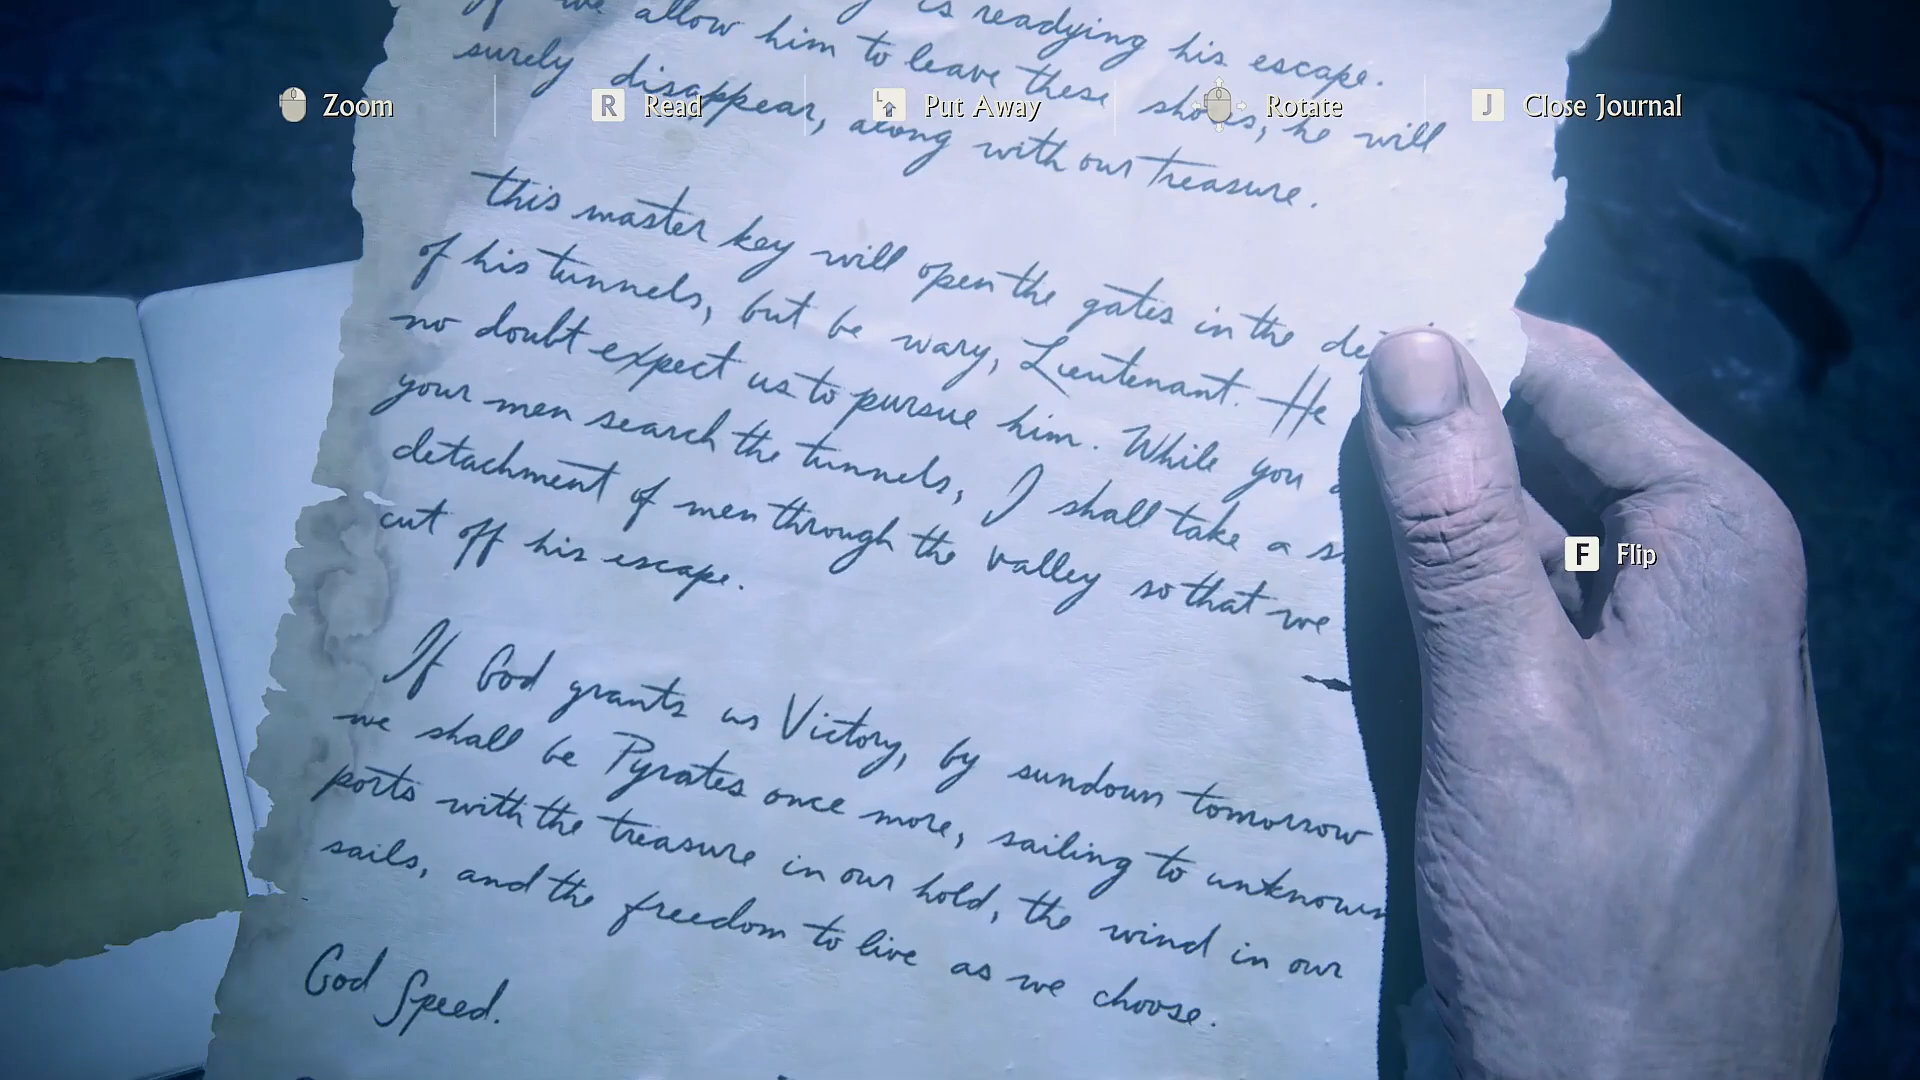 is readying his escape.
If we allow him to leave these shores, he will
surely disappear, along with our treasure.
Zoom
R Read
L Put Away
Rotate
J Close Journal
this master key will open the gates in the
of his tunnels, but be wary, Lieutenant. He
no doubt expect us to pursue him. While you
your men search the tunnels, I shall take a
detachment of men through the valley so that we
cut off his escape.
F Flip
If God grants us Victory, by sundown tomorrow
we shall be Pyrates once more, sailing to unknown
ports with the treasure in our hold, the wind in our
sails, and the freedom to live as we choose.
God Speed.